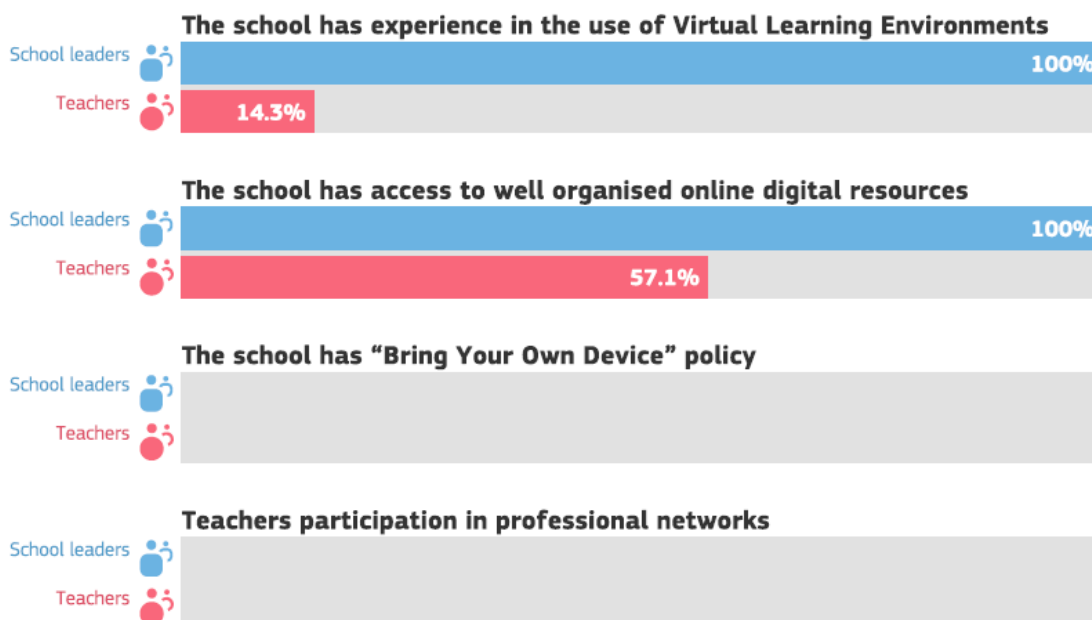 The school has experience in the use of Virtual Learning Environments
School leaders 100%
Teachers 14.3%
The school has access to well organised online digital resources
School leaders 100%
Teachers 57.1%
The school has “Bring Your Own Device” policy
School leaders
Teachers
Teachers participation in professional networks
School leaders
Teachers